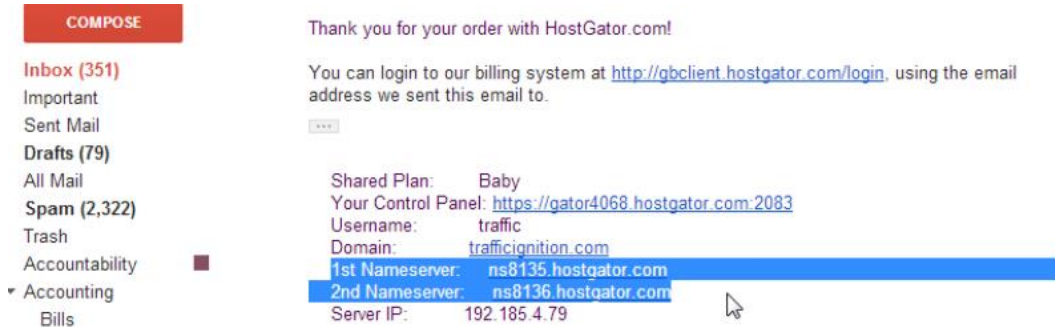 COMPOSE
Inbox (351)
Important
Sent Mail
Drafts (79)
All Mail
Spam (2,322)
Trash
Accountability
Accounting
Bills
Thank you for your order with HostGator.com!
You can login to our billing system at http://gbclient.hostgator.com/login, using the email
address we sent this email to.
Shared Plan: Baby
Your Control Panel: https://gator4068.hostgator.com:2083
Username: traffic
Domain: trafficignition.com
1st Nameserver: ns8135.hostgator.com
2nd Nameserver: ns8136.hostgator.com
Server IP: 192.185.4.79